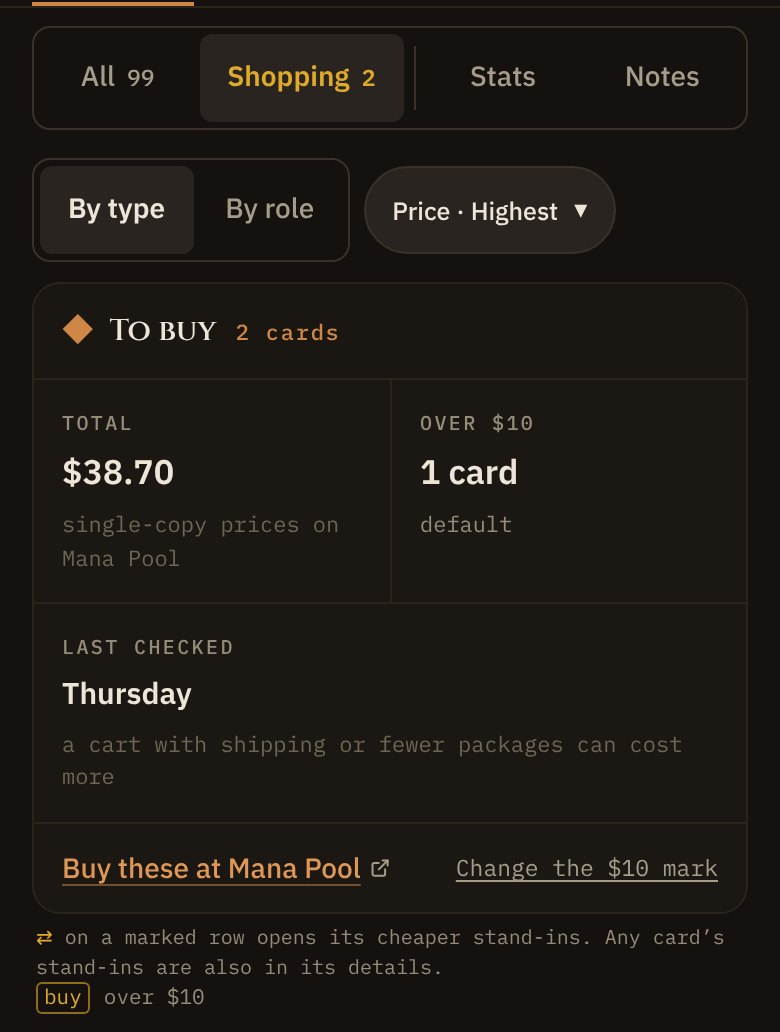 All 99 Shopping 2 Stats Notes
By type By role Price · Highest ▼
To buy 2 cards
TOTAL OVER $10
$38.70 1 card
single-copy prices on default
Mana Pool
LAST CHECKED
Thursday
a cart with shipping or fewer packages can cost
more
Buy these at Mana Pool Change the $10 mark
⇄ on a marked row opens its cheaper stand-ins. Any card’s
stand-ins are also in its details.
buy over $10